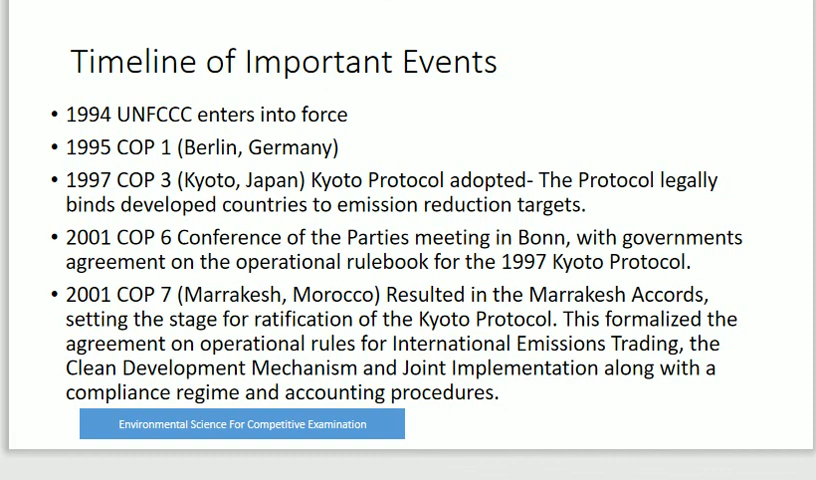 Timeline of Important Events
• 1994 UNFCCC enters into force
• 1995 COP 1 (Berlin, Germany)
• 1997 COP 3 (Kyoto, Japan) Kyoto Protocol adopted- The Protocol legally
binds developed countries to emission reduction targets.
• 2001 COP 6 Conference of the Parties meeting in Bonn, with governments
agreement on the operational rulebook for the 1997 Kyoto Protocol.
• 2001 COP 7 (Marrakesh, Morocco) Resulted in the Marrakesh Accords,
setting the stage for ratification of the Kyoto Protocol. This formalized the
agreement on operational rules for International Emissions Trading, the
Clean Development Mechanism and Joint Implementation along with a
compliance regime and accounting procedures.
Environmental Science For Competitive Examination